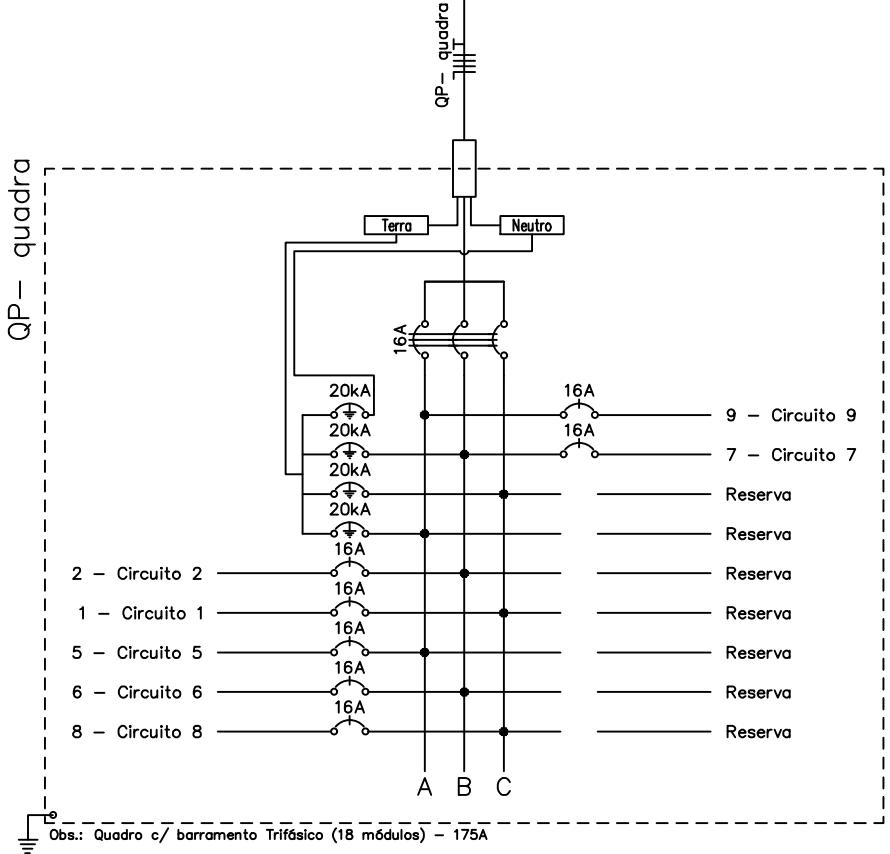 QP- quadra
QP- quadra
Terra
Neutro
16A
20kA
16A
9 - Circuito 9
20kA
16A
7 - Circuito 7
20kA
Reserva
20kA
Reserva
16A
2 - Circuito 2
Reserva
16A
1 - Circuito 1
Reserva
16A
5 - Circuito 5
Reserva
16A
6 - Circuito 6
Reserva
16A
8 - Circuito 8
Reserva
A B C
Obs.: Quadro c/ barramento Trifásico (18 módulos) - 175A